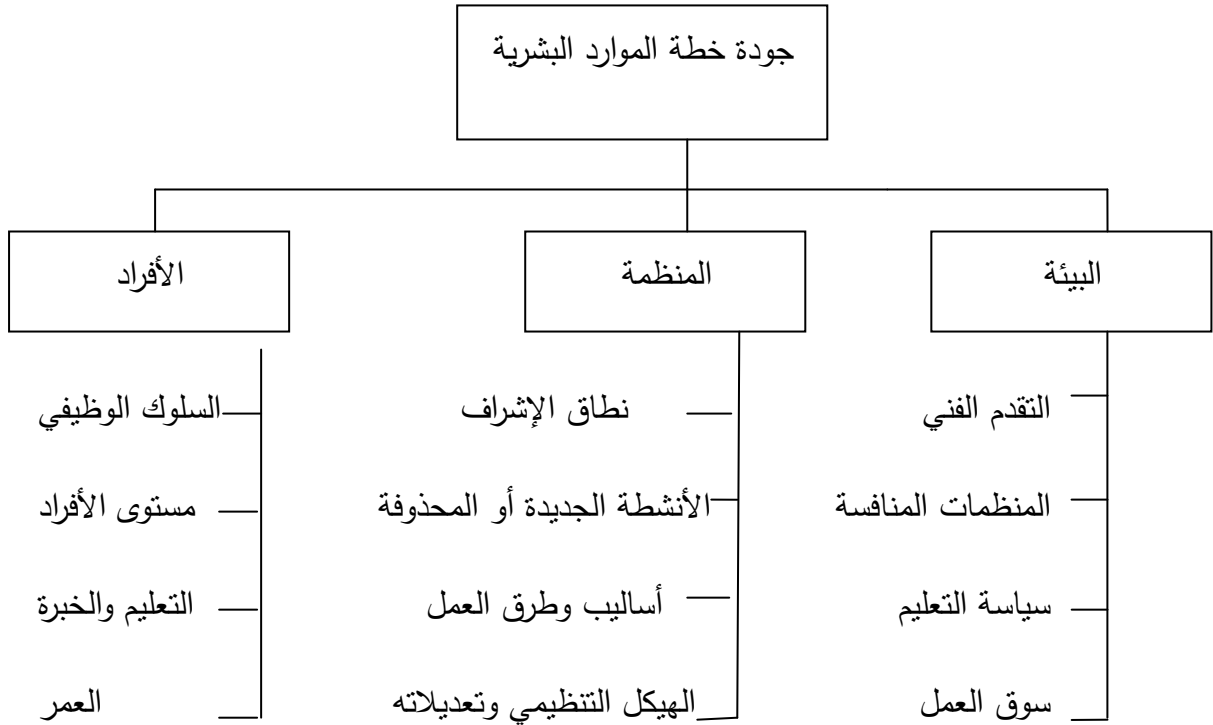 جودة خطة الموارد البشرية
البيئة
المنظمة
الأفراد
التقدم الفني
نطاق الإشراف
السلوك الوظيفي
المنظمات المنافسة
الأنشطة الجديدة أو المحذوفة
مستوى الأفراد
سياسة التعليم
أساليب وطرق العمل
التعليم والخبرة
سوق العمل
الهيكل التنظيمي وتعديلاته
العمر